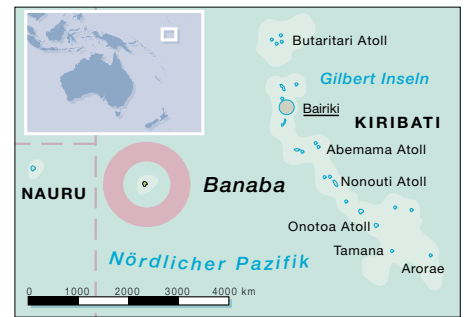 Butaritari Atoll
Gilbert Inseln
Bairiki
KIRIBATI
Abemama Atoll
NAURU
Banaba
Nonouti Atoll
Onotoa Atoll
Nördlicher Pazifik
Tamana
Arorae
0 1000 2000 3000 4000 km